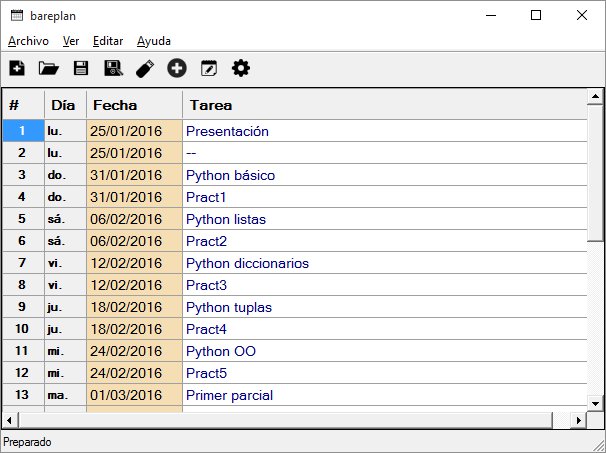 bareplan
Archivo Ver Editar Ayuda
# Día Fecha Tarea
1 lu. 25/01/2016 Presentación
2 lu. 25/01/2016 --
3 do. 31/01/2016 Python básico
4 do. 31/01/2016 Pract1
5 sá. 06/02/2016 Python listas
6 sá. 06/02/2016 Pract2
7 vi. 12/02/2016 Python diccionarios
8 vi. 12/02/2016 Pract3
9 ju. 18/02/2016 Python tuplas
10 ju. 18/02/2016 Pract4
11 mi. 24/02/2016 Python OO
12 mi. 24/02/2016 Pract5
13 ma. 01/03/2016 Primer parcial
Preparado